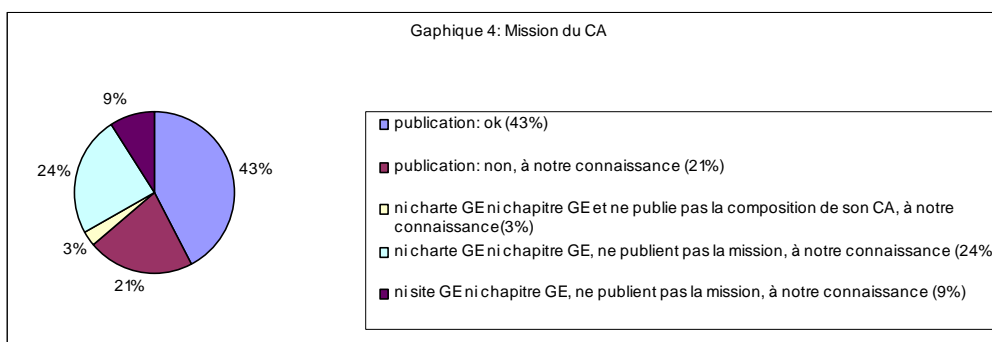 Gaphique 4: Mission du CA
9%
43%
24%
3%
21%
publication: ok (43%)
publication: non, à notre connaissance (21%)
ni charte GE ni chapitre GE et ne publie pas la composition de son CA, à notre
connaissance(3%)
ni charte GE ni chapitre GE, ne publient pas la mission, à notre connaissance (24%
ni site GE ni chapitre GE, ne publient pas la mission, à notre connaissance (9%)